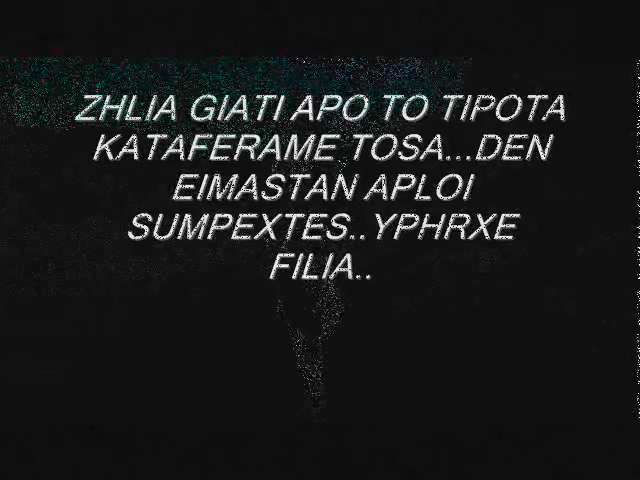 ZHLIA GIATI APO TO TIPOTA
KATAFERAME TOSA...DEN
EIMASTAN APLOI
SUMPEXTES..YPHRXE
FILIA..